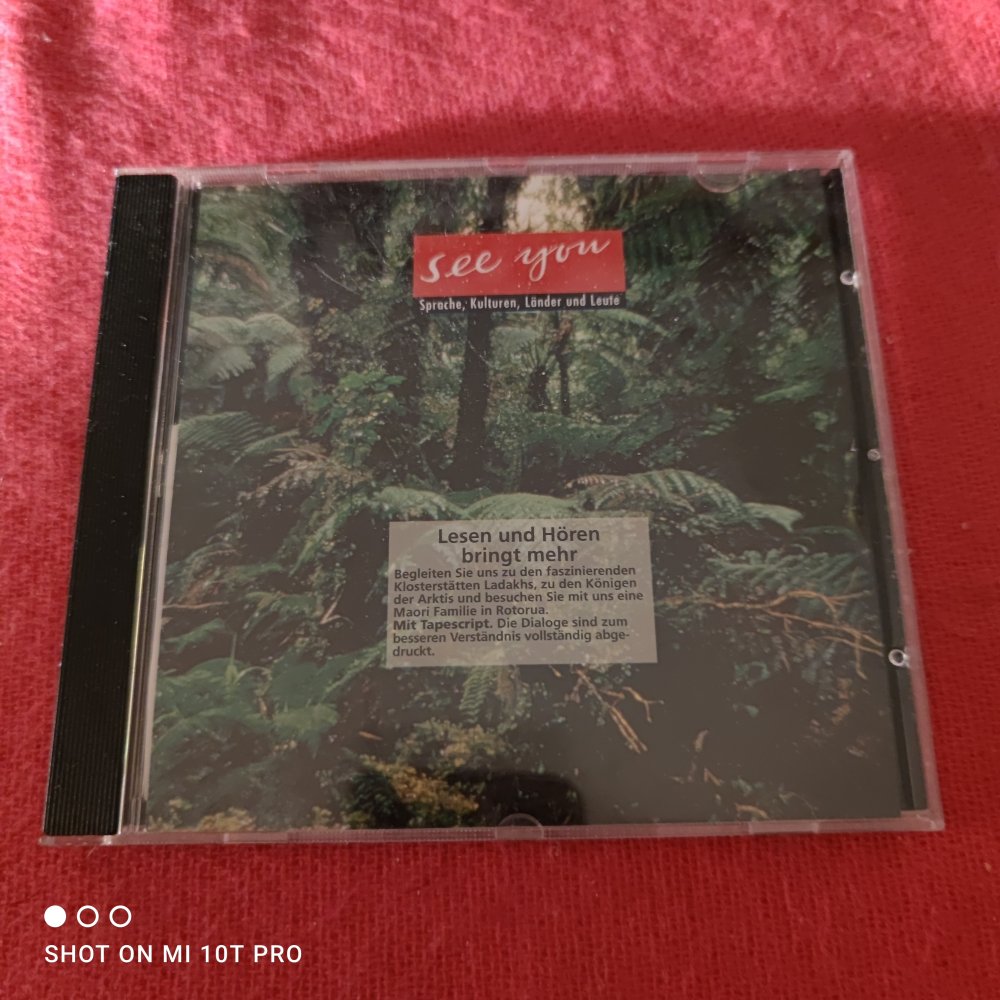 see you
Sprache, Kulturen, Länder und Leute
Lesen und Hören
bringt mehr
Begleiten Sie uns zu den faszinierenden
Klosterstätten Ladakhs, zu den Königen
der Arktis und besuchen Sie mit uns eine
Maori Familie in Rotorua.
Mit Tapescript. Die Dialoge sind zum
besseren Verständnis vollständig abge-
druckt.
SHOT ON MI 10T PRO